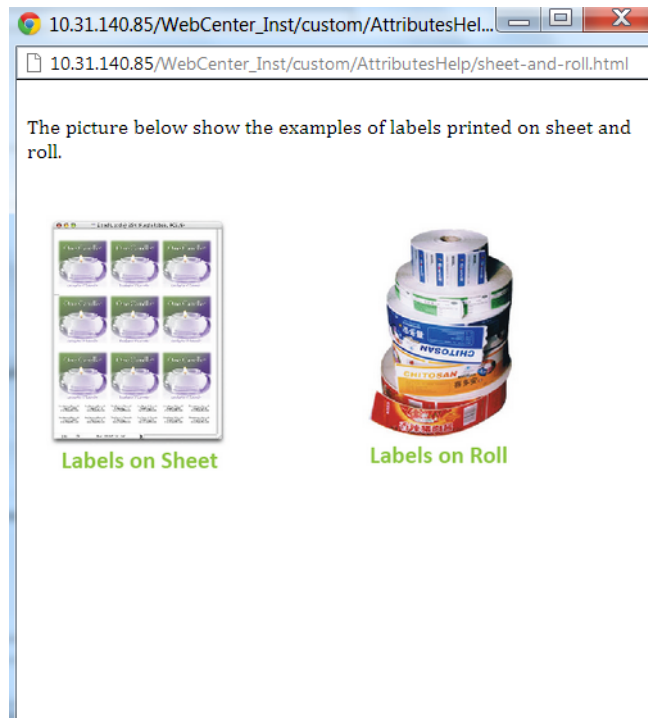 10.31.140.85/WebCenter_Inst/custom/AttributesHel...
10.31.140.85/WebCenter_Inst/custom/AttributesHelp/sheet-and-roll.html
The picture below show the examples of labels printed on sheet and
roll.
CHITOSAN
CHITOSAN
Labels on Sheet
Labels on Roll